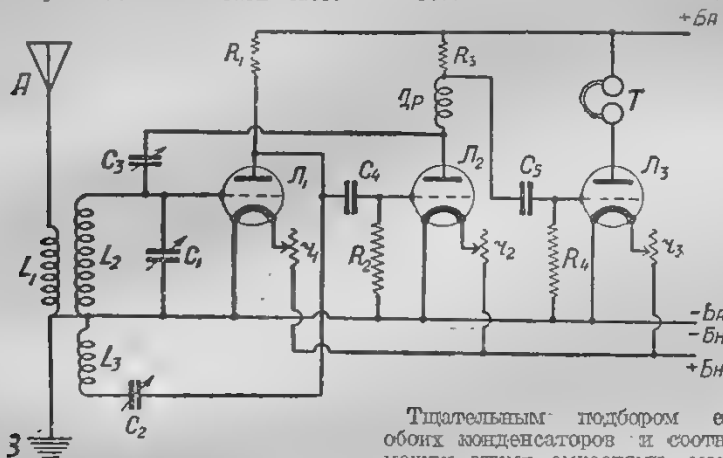 +Ба
А
R₁
R₃
Др
T
C₃
Л₁
C₄
Л₂
C₅
Л₃
L₁
L₂
C₁
ч₁
R₂
ч₂
R₄
ч₃
-Ба
-Бн
+Бн
L₃
C₂
З
Тщательным подбором
обоих конденсаторов и